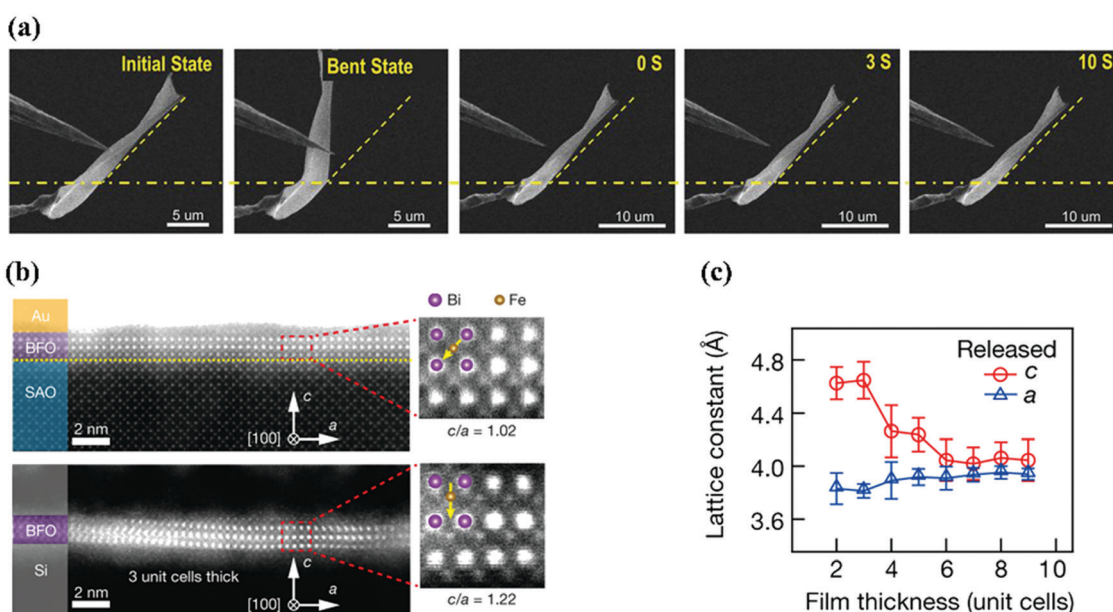 (a)
Initial State
5 um
Bent State
5 um
0 S
10 um
3 S
10 um
10 S
10 um
(b)
Au
BFO
SAO
2 nm
c
[100]
a
Bi
Fe
c/a = 1.02
BFO
Si
3 unit cells thick
2 nm
c
[100]
a
c/a = 1.22
(c)
Lattice constant (Å)
4.8
4.4
4.0
3.6
Released
c
a
2 4 6 8 10
Film thickness (unit cells)